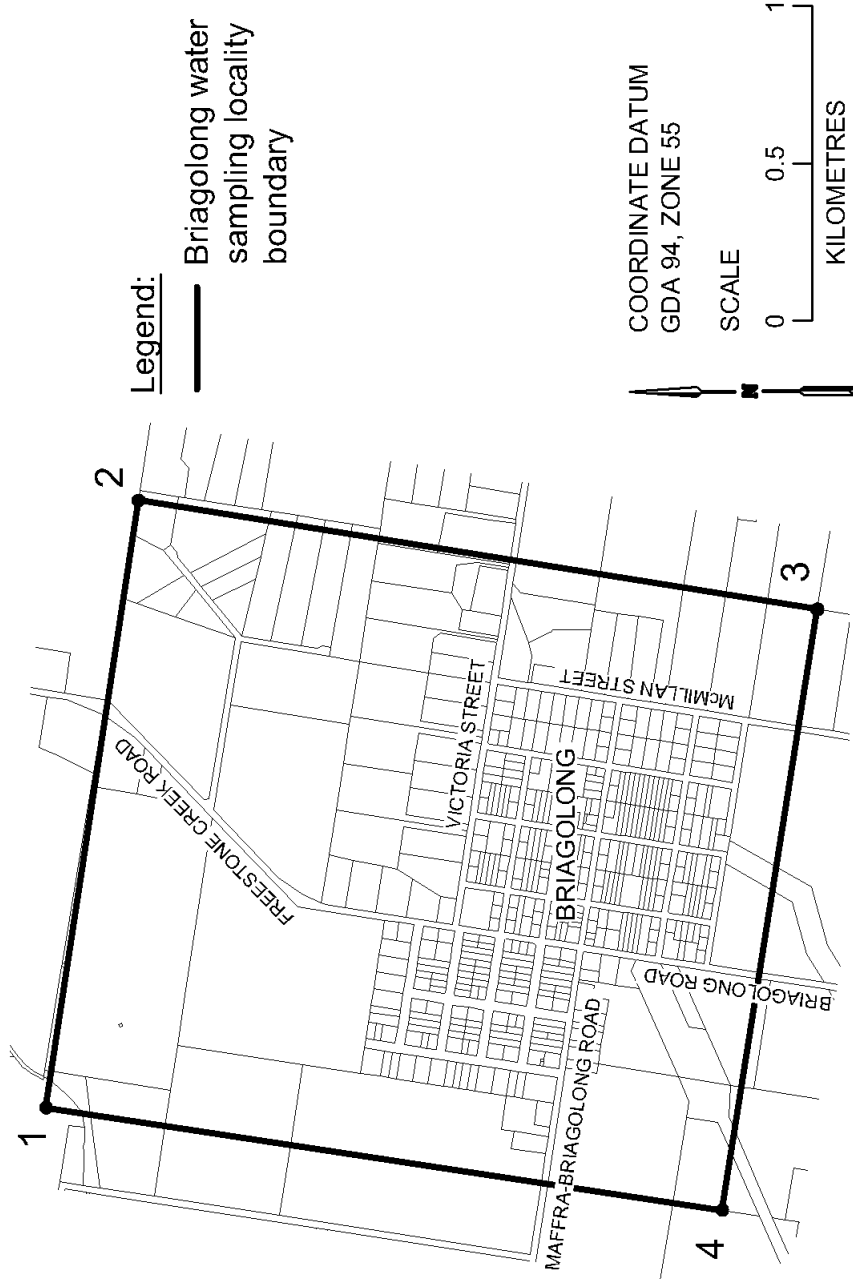 1
2
3
4
FREESTONE CREEK ROAD
VICTORIA STREET
McMILLAN STREET
BRIAGOLONG
BRIAGOLONG ROAD
MAFFRA-BRIAGOLONG ROAD
Legend:
Briagolong water
sampling locality
boundary
COORDINATE DATUM
GDA 94, ZONE 55
SCALE
0 0.5 1
KILOMETRES
N